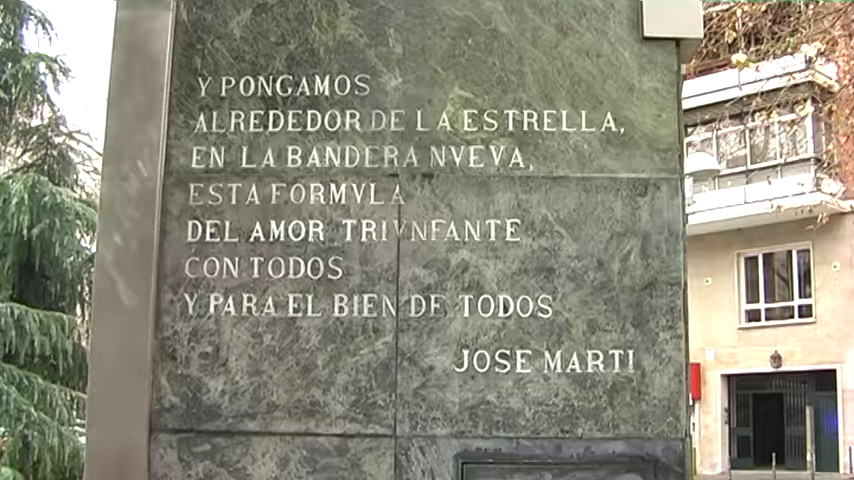 Y PONGAMOS
ALREDEDOR DE LA ESTRELLA,
EN LA BANDERA NVEVA,
ESTA FORMVLA
DEL AMOR TRIVNFANTE
CON TODOS
Y PARA EL BIEN DE TODOS
JOSE MARTI